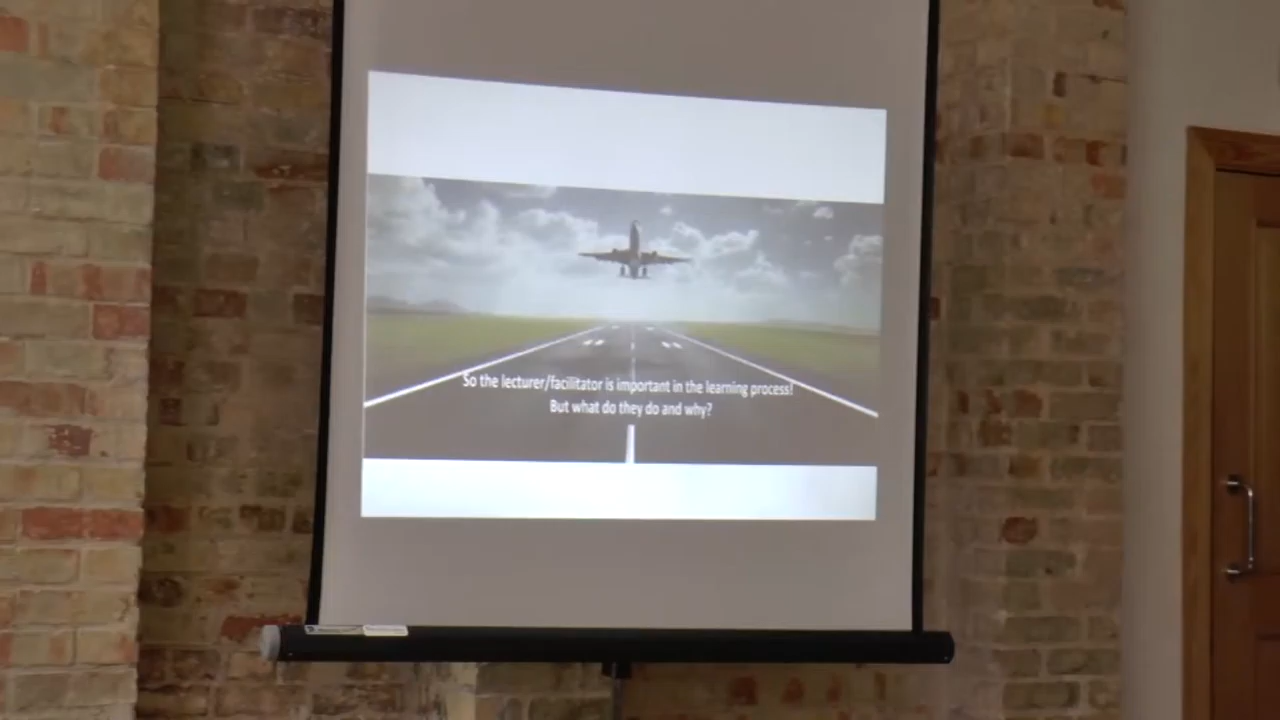 So the lecturer/facilitator is important in the learning process!
But what do they do and why?